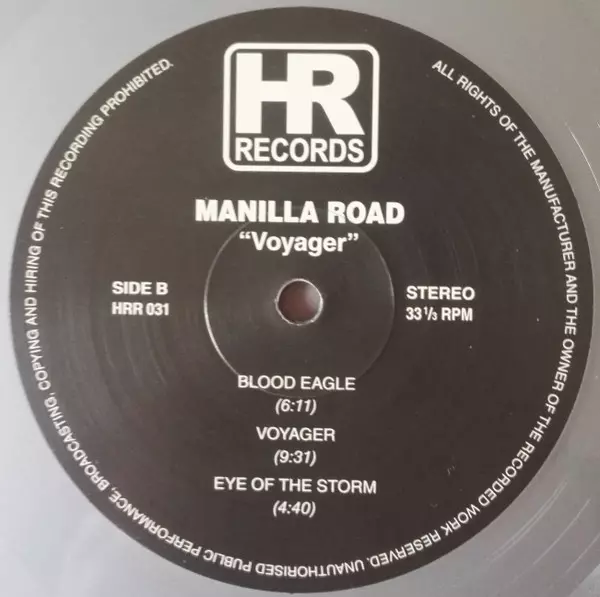 HR
RECORDS
MANILLA ROAD
"Voyager"
SIDE B
HRR 031
STEREO
33 1/3 RPM
BLOOD EAGLE
(6:11)
VOYAGER
(9:31)
EYE OF THE STORM
(4:40)
ALL RIGHTS OF THE MANUFACTURER AND THE OWNER OF THE RECORDED WORK RESERVED. UNAUTHORISED PUBLIC PERFORMANCE, BROADCASTING, COPYING AND HIRING OF THIS RECORDING PROHIBITED.